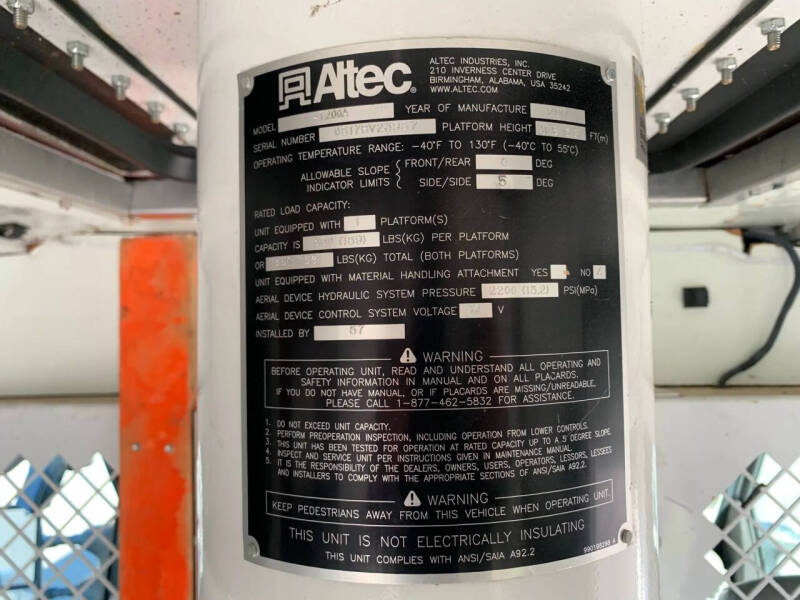 Altec
ALTEC INDUSTRIES, INC.
210 INVERNESS CENTER DRIVE
BIRMINGHAM, ALABAMA, USA 35242
WWW.ALTEC.COM
MODEL YEAR OF MANUFACTURE
SERIAL NUMBER PLATFORM HEIGHT FT(m)
OPERATING TEMPERATURE RANGE: -40°F TO 130°F (-40°C TO 55°C)
ALLOWABLE SLOPE INDICATOR LIMITS
FRONT/REAR DEG
SIDE/SIDE 5 DEG
RATED LOAD CAPACITY:
UNIT EQUIPPED WITH 1 PLATFORM(S)
CAPACITY IS LBS(KG) PER PLATFORM
OR LBS(KG) TOTAL (BOTH PLATFORMS)
UNIT EQUIPPED WITH MATERIAL HANDLING ATTACHMENT YES NO /
AERIAL DEVICE HYDRAULIC SYSTEM PRESSURE 2200 (15.2) PSI(MPa)
AERIAL DEVICE CONTROL SYSTEM VOLTAGE V
INSTALLED BY 57
WARNING
BEFORE OPERATING UNIT, READ AND UNDERSTAND ALL OPERATING AND
SAFETY INFORMATION IN MANUAL AND ON ALL PLACARDS.
IF YOU DO NOT HAVE MANUAL, OR IF PLACARDS ARE MISSING/UNREADABLE,
PLEASE CALL 1-877-462-5832 FOR ASSISTANCE.
1. DO NOT EXCEED UNIT CAPACITY.
2. PERFORM PREOPERATION INSPECTION, INCLUDING OPERATION FROM LOWER CONTROLS.
3. THIS UNIT HAS BEEN TESTED FOR OPERATION AT RATED CAPACITY UP TO A 5 DEGREE SLOPE.
4. INSPECT AND SERVICE UNIT PER INSTRUCTIONS GIVEN IN MAINTENANCE MANUAL.
5. IT IS THE RESPONSIBILITY OF THE DEALERS, OWNERS, USERS, OPERATORS, LESSORS, LESSEES
AND INSTALLERS TO COMPLY WITH THE APPROPRIATE SECTIONS OF ANSI/SAIA A92.2.
WARNING
KEEP PEDESTRIANS AWAY FROM THIS VEHICLE WHEN OPERATING UNIT.
THIS UNIT IS NOT ELECTRICALLY INSULATING
THIS UNIT COMPLIES WITH ANSI/SAIA A92.2